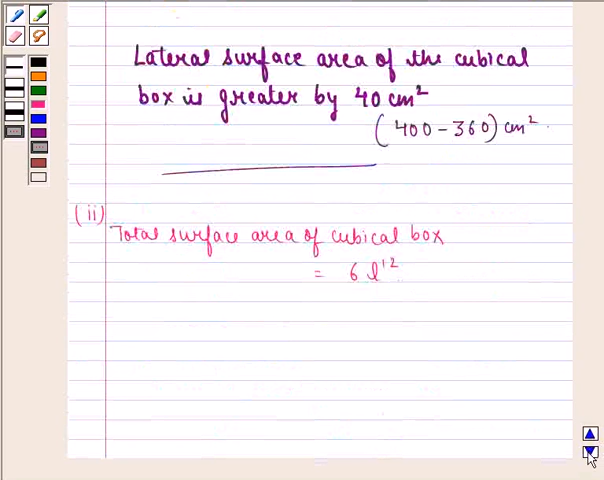 Lateral surface area of the cubical
box is greater by 40 cm²
(400 - 360) cm².
(ii)
Total surface area of cubical box
= 6 l'²